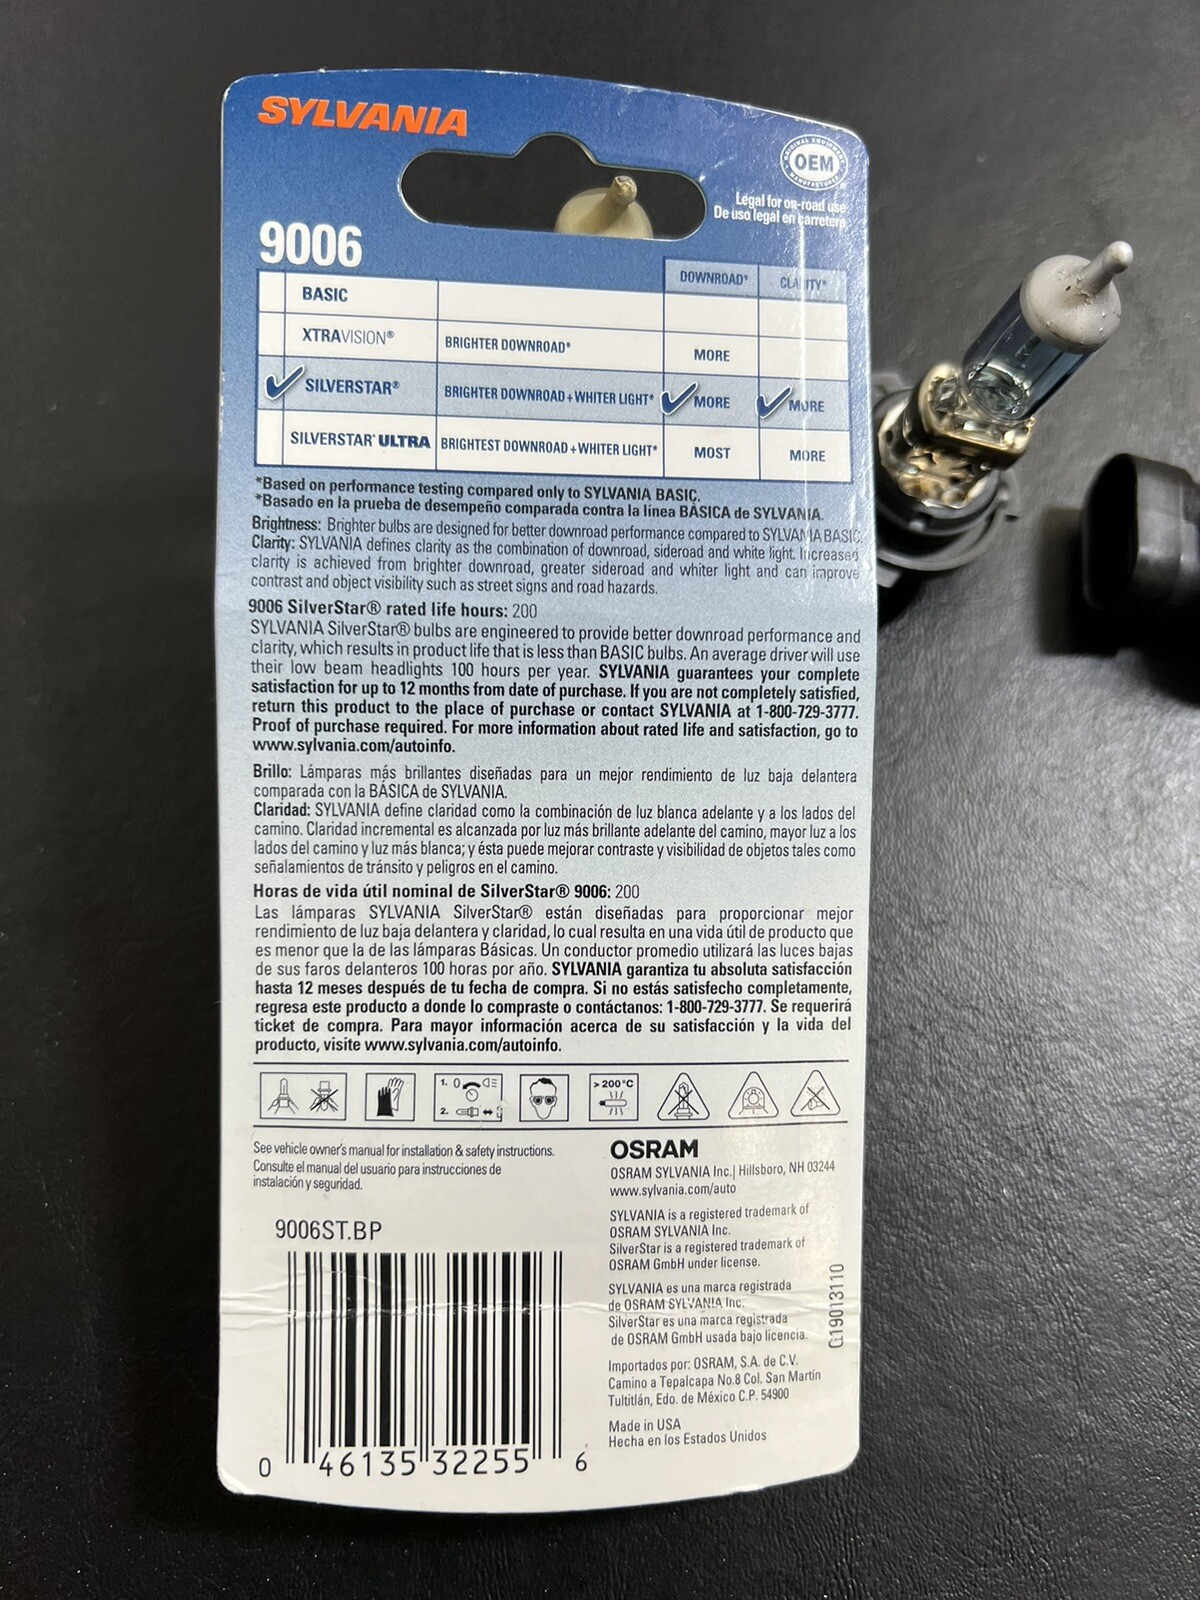 SYLVANIA
ORIGINAL EQUIPMENT
OEM
MANUFACTURER
Legal for on-road use
De uso legal en carretera
9006
DOWNROAD* CLARITY*
BASIC
XTRAVISION® BRIGHTER DOWNROAD* MORE
SILVERSTAR® BRIGHTER DOWNROAD + WHITER LIGHT* MORE MORE
SILVERSTAR® ULTRA BRIGHTEST DOWNROAD + WHITER LIGHT* MOST MORE
*Based on performance testing compared only to SYLVANIA BASIC.
*Basado en la prueba de desempeño comparada contra la línea BÁSICA de SYLVANIA.
Brightness: Brighter bulbs are designed for better downroad performance compared to SYLVANIA BASIC.
Clarity: SYLVANIA defines clarity as the combination of downroad, sideroad and white light. Increased
clarity is achieved from brighter downroad, greater sideroad and whiter light and can improve
contrast and object visibility such as street signs and road hazards.
9006 SilverStar® rated life hours: 200
SYLVANIA SilverStar® bulbs are engineered to provide better downroad performance and
clarity, which results in product life that is less than BASIC bulbs. An average driver will use
their low beam headlights 100 hours per year. SYLVANIA guarantees your complete
satisfaction for up to 12 months from date of purchase. If you are not completely satisfied,
return this product to the place of purchase or contact SYLVANIA at 1-800-729-3777.
Proof of purchase required. For more information about rated life and satisfaction, go to
www.sylvania.com/autoinfo.
Brillo: Lámparas más brillantes diseñadas para un mejor rendimiento de luz baja delantera
comparada con la BÁSICA de SYLVANIA.
Claridad: SYLVANIA define claridad como la combinación de luz blanca adelante y a los lados del
camino. Claridad incremental es alcanzada por luz más brillante adelante del camino, mayor luz a los
lados del camino y luz más blanca; y ésta puede mejorar contraste y visibilidad de objetos tales como
señalamientos de tránsito y peligros en el camino.
Horas de vida útil nominal de SilverStar® 9006: 200
Las lámparas SYLVANIA SilverStar® están diseñadas para proporcionar mejor
rendimiento de luz baja delantera y claridad, lo cual resulta en una vida útil de producto que
es menor que la de las lámparas Básicas. Un conductor promedio utilizará las luces bajas
de sus faros delanteros 100 horas por año. SYLVANIA garantiza tu absoluta satisfacción
hasta 12 meses después de tu fecha de compra. Si no estás satisfecho completamente,
regresa este producto a donde lo compraste o contáctanos: 1-800-729-3777. Se requerirá
ticket de compra. Para mayor información acerca de su satisfacción y la vida del
producto, visite www.sylvania.com/autoinfo.
1. 0
2.
>200°C
See vehicle owner's manual for installation & safety instructions.
Consulte el manual del usuario para instrucciones de
instalación y seguridad.
9006ST.BP
0 46135 32255 6
OSRAM
OSRAM SYLVANIA Inc. | Hillsboro, NH 03244
www.sylvania.com/auto
SYLVANIA is a registered trademark of
OSRAM SYLVANIA Inc.
SilverStar is a registered trademark of
OSRAM GmbH under license.
SYLVANIA es una marca registrada
de OSRAM SYLVANIA Inc.
SilverStar es una marca registrada
de OSRAM GmbH usada bajo licencia.
Importados por: OSRAM, S.A. de C.V.
Camino a Tepalcapa No.8 Col. San Martín
Tultitlán, Edo. de México C.P. 54900
Made in USA
Hecha en los Estados Unidos
G19013110